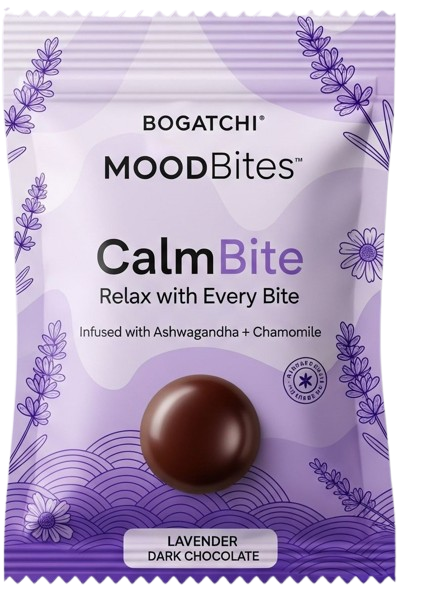 BOGATCHI®
MOODBites™
CalmBite
Relax with Every Bite
Infused with Ashwagandha + Chamomile
LAVENDER
DARK CHOCOLATE